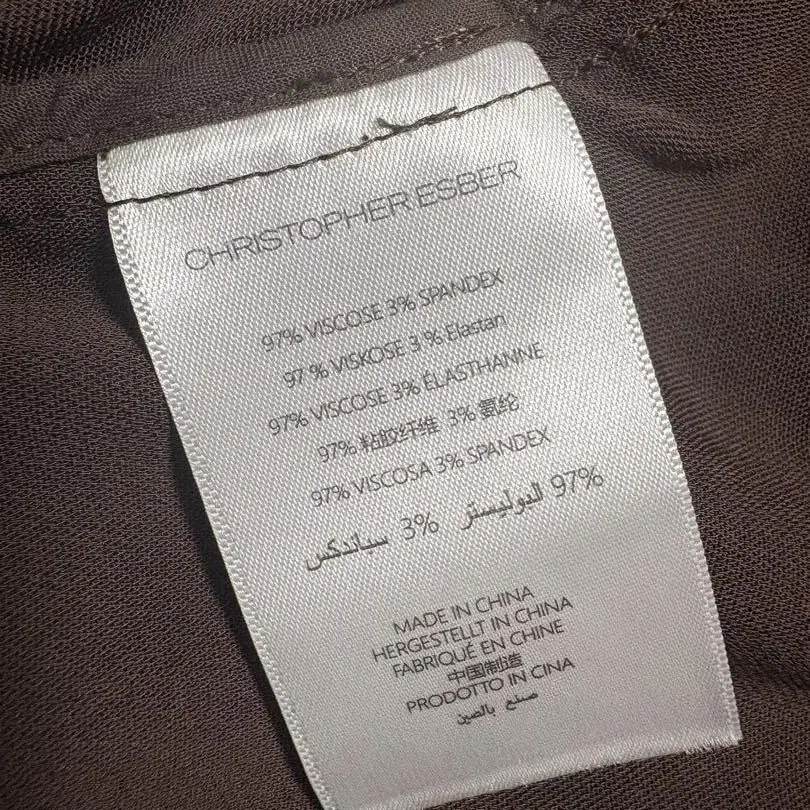 CHRISTOPHER ESBER
97% VISCOSE 3% SPANDEX
97 % VISKOSE 3 % Elastan
97% VISCOSE 3% ÉLASTHANNE
97% 粘胶纤维 3% 氨纶
97% VISCOSA 3% SPANDEX
97% الدوليستر 3% سباندكس
MADE IN CHINA
HERGESTELLT IN CHINA
FABRIQUÉ EN CHINE
中国制造
PRODOTTO IN CINA
صنع بالصين